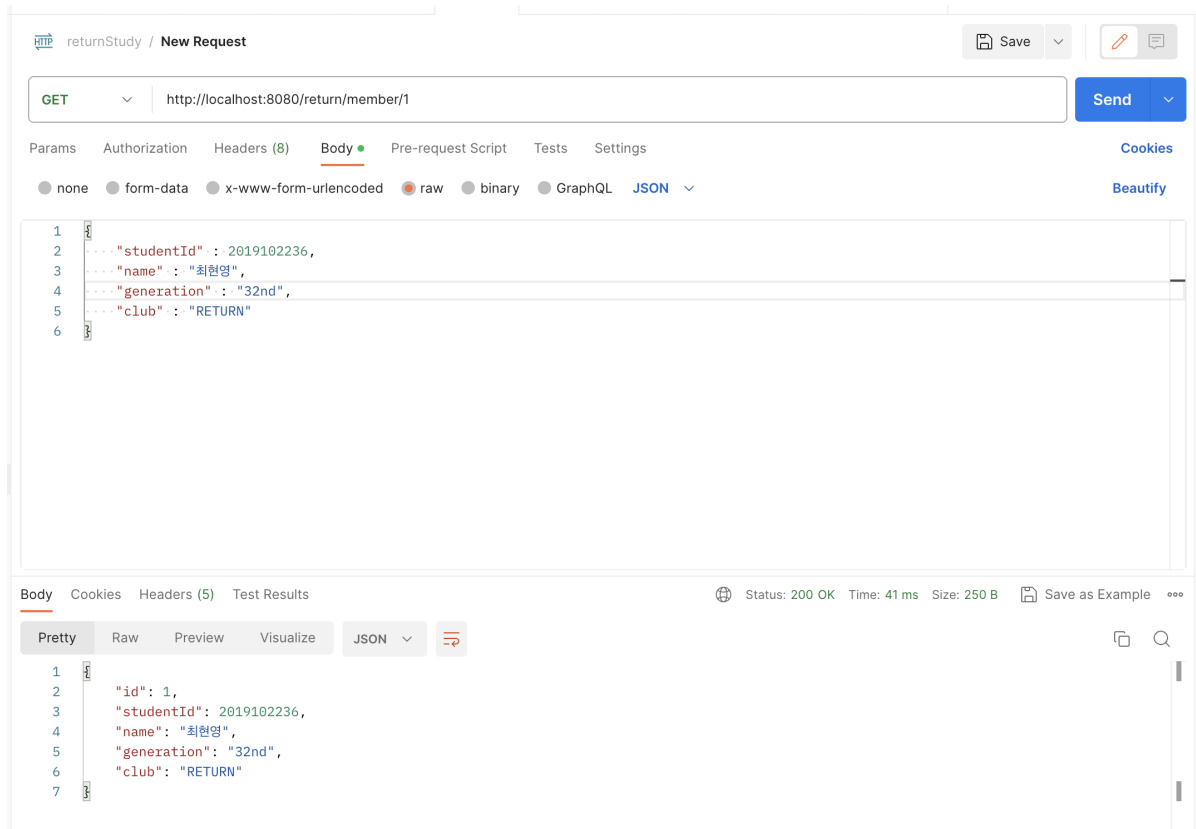 HTTP returnStudy / New Request Save
GET http://localhost:8080/return/member/1 Send
Params Authorization Headers (8) Body Pre-request Script Tests Settings Cookies
none form-data x-www-form-urlencoded raw binary GraphQL JSON Beautify
1 {
2 "studentId" : 2019102236,
3 "name" : "최현영",
4 "generation" : "32nd",
5 "club" : "RETURN"
6 }
Body Cookies Headers (5) Test Results Status: 200 OK Time: 41 ms Size: 250 B Save as Example
Pretty Raw Preview Visualize JSON
1 {
2 "id": 1,
3 "studentId": 2019102236,
4 "name": "최현영",
5 "generation": "32nd",
6 "club": "RETURN"
7 }